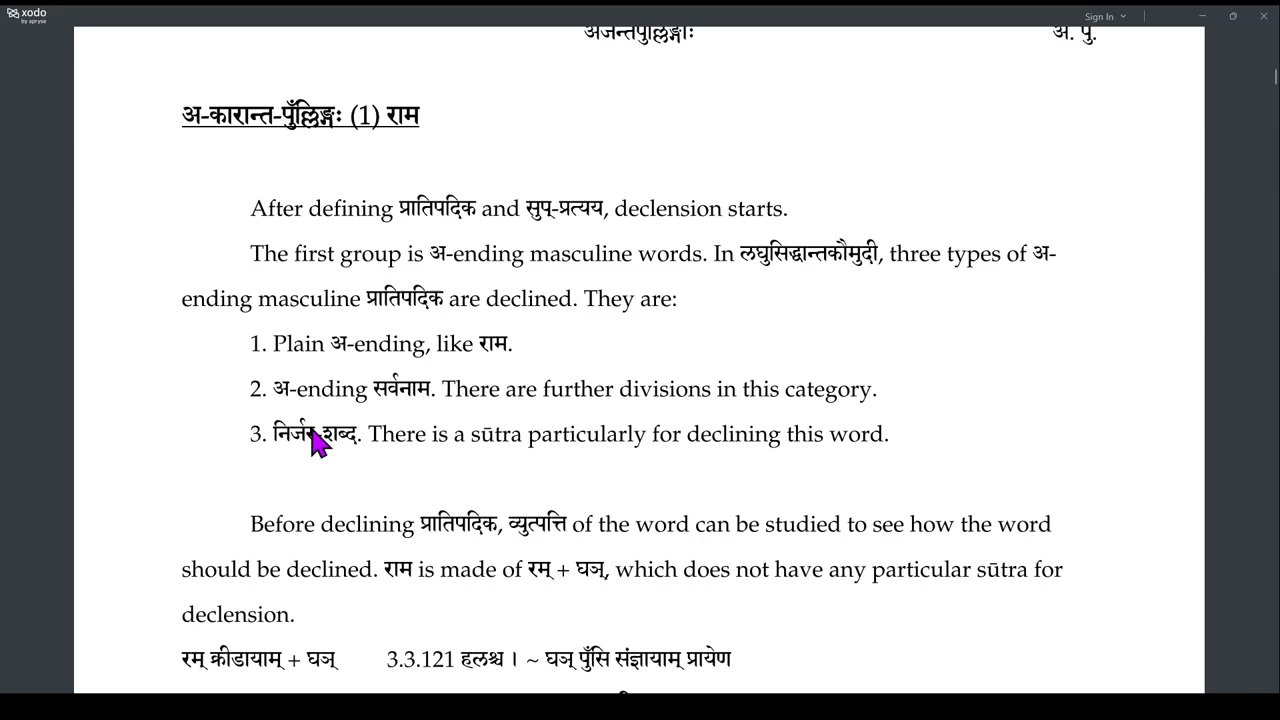 xodo
by apryse
Sign In
अजन्तपुँल्लिङ्गाः अ. पुँ.
अ-कारान्त-पुँल्लिङ्गः (1) राम
After defining प्रातिपदिक and सुप्-प्रत्यय, declension starts.
The first group is अ-ending masculine words. In लघुसिद्धान्तकौमुदी, three types of अ-
ending masculine प्रातिपदिक are declined. They are:
1. Plain अ-ending, like राम.
2. अ-ending सर्वनाम. There are further divisions in this category.
3. निर्जर-शब्द. There is a sūtra particularly for declining this word.
Before declining प्रातिपदिक, व्युत्पत्ति of the word can be studied to see how the word
should be declined. राम is made of रम् + घञ्, which does not have any particular sūtra for
declension.
रम् क्रीडायाम् + घञ् 3.3.121 हलश्च । ~ घञ् पुँसि संज्ञायाम् प्रायेण